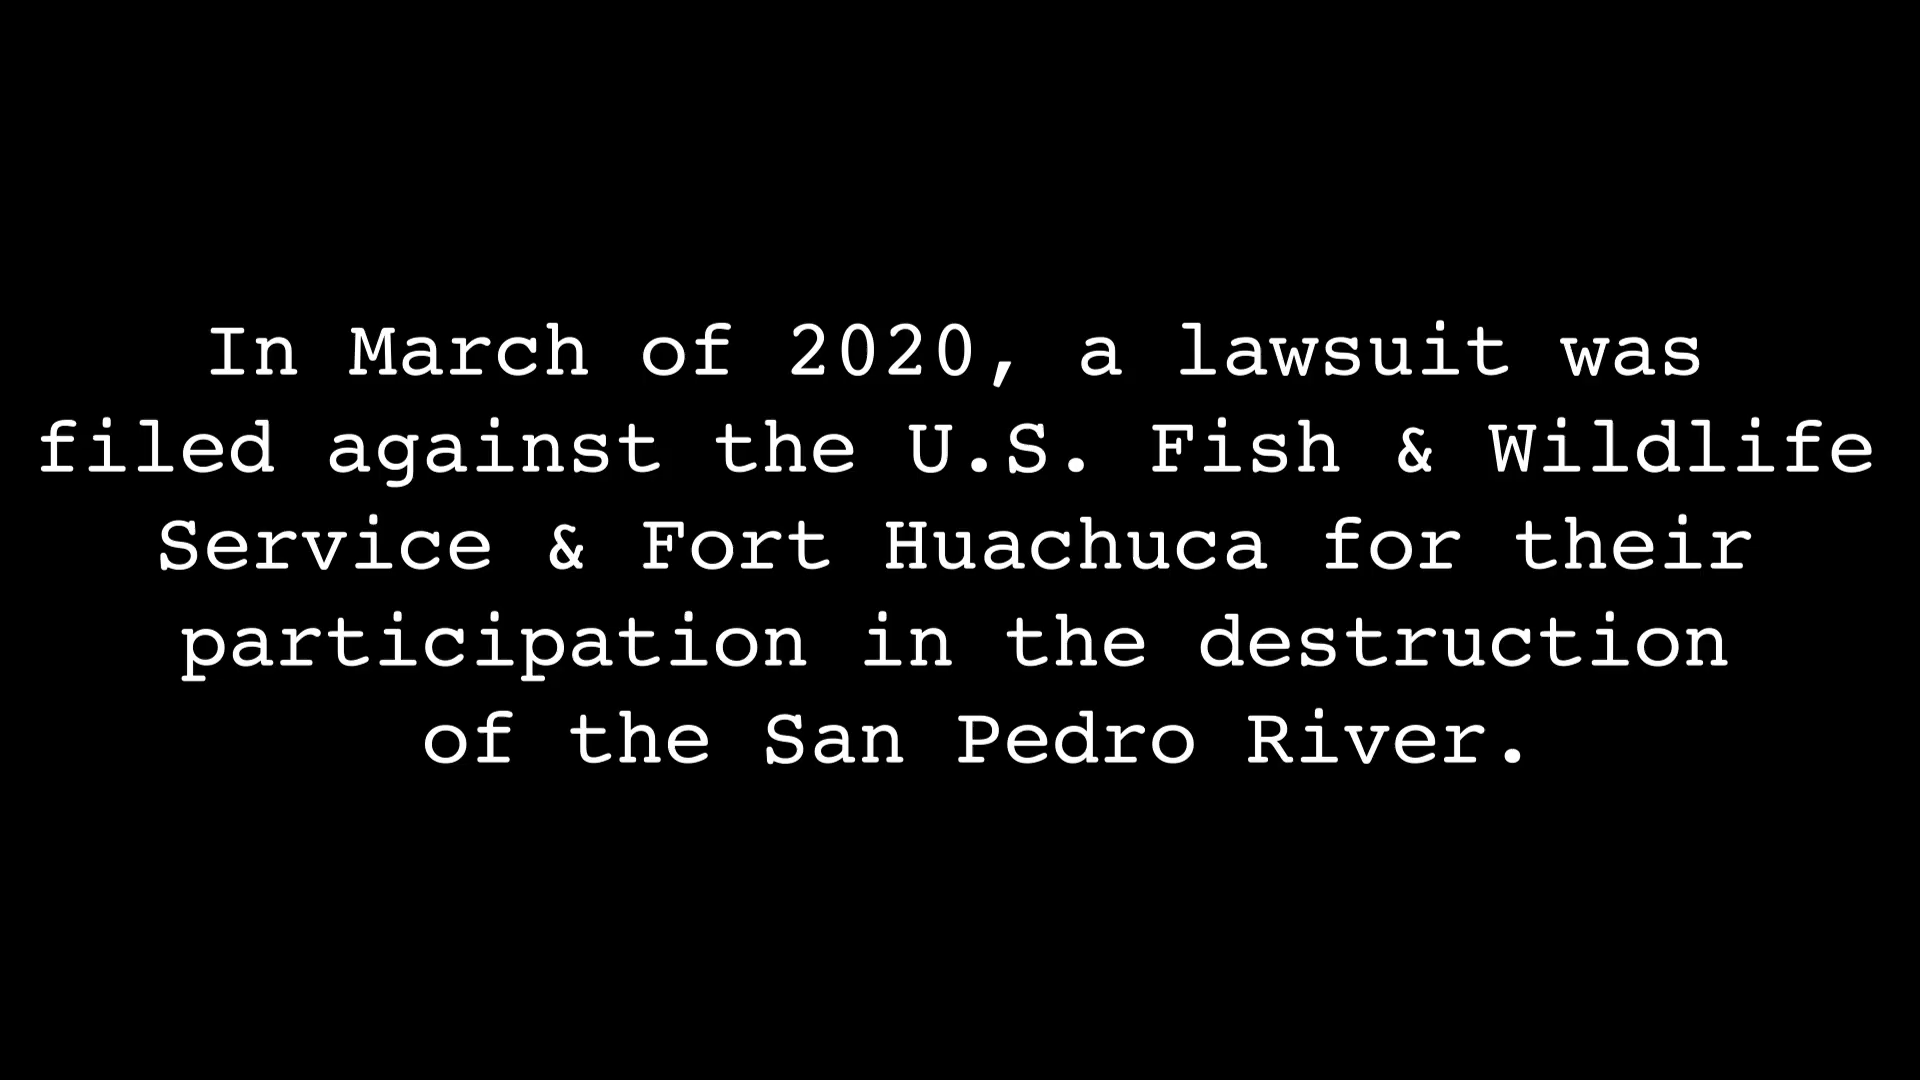 In March of 2020, a lawsuit was
filed against the U.S. Fish & Wildlife
Service & Fort Huachuca for their
participation in the destruction
of the San Pedro River.